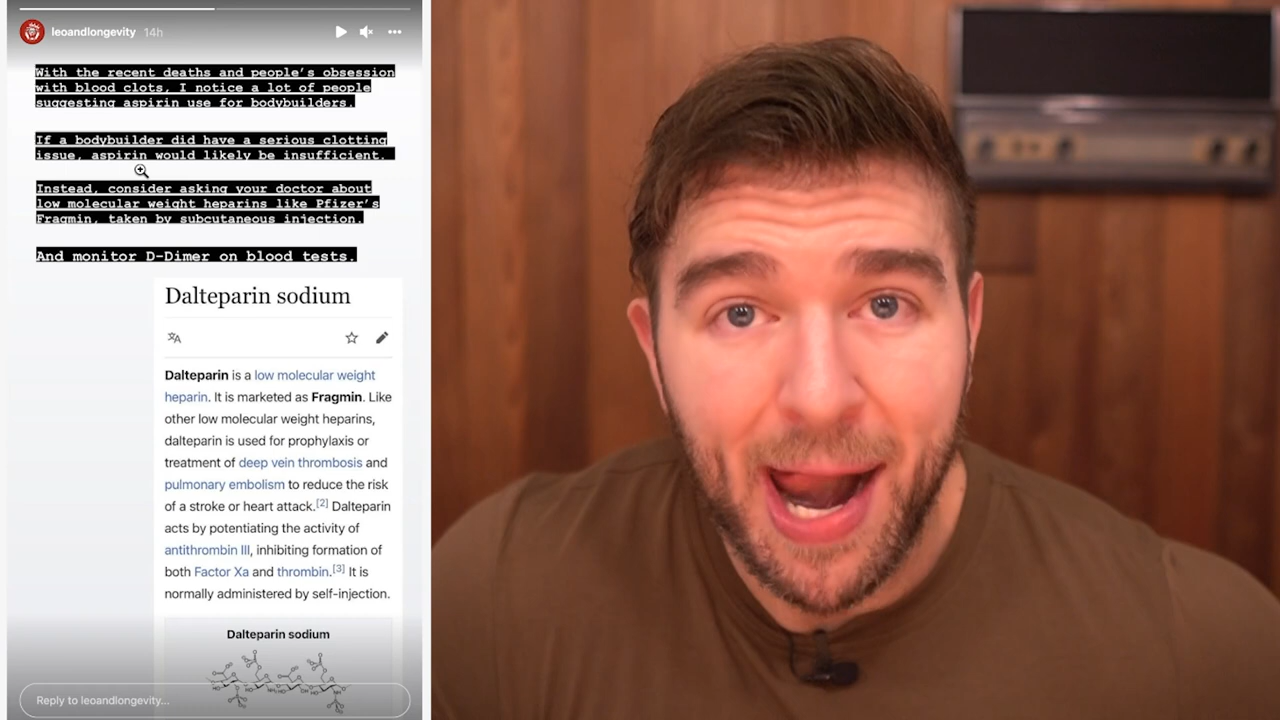 leoandlongevity 14h
With the recent deaths and people's obsession
with blood clots, I notice a lot of people
suggesting aspirin use for bodybuilders.
If a bodybuilder did have a serious clotting
issue, aspirin would likely be insufficient.
Instead, consider asking your doctor about
low molecular weight heparins like Pfizer's
Fragmin, taken by subcutaneous injection.
And monitor D-Dimer on blood tests.
Dalteparin sodium
Dalteparin is a low molecular weight
heparin. It is marketed as Fragmin. Like
other low molecular weight heparins,
dalteparin is used for prophylaxis or
treatment of deep vein thrombosis and
pulmonary embolism to reduce the risk
of a stroke or heart attack.[2] Dalteparin
acts by potentiating the activity of
antithrombin III, inhibiting formation of
both Factor Xa and thrombin.[3] It is
normally administered by self-injection.
Dalteparin sodium
Reply to leoandlongevity...